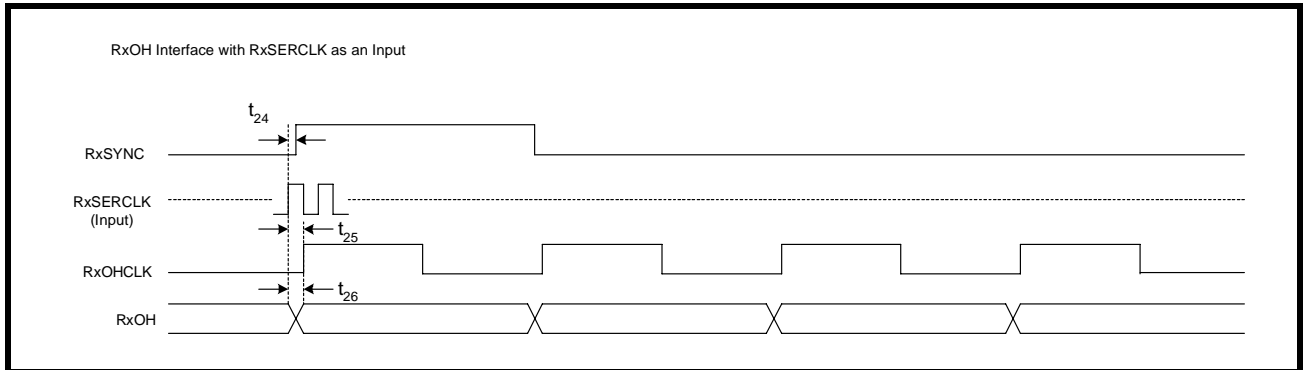 RxOH Interface with RxSERCLK as an Input
t24
RxSYNC
RxSERCLK
(Input)
t25
RxOHCLK
t26
RxOH